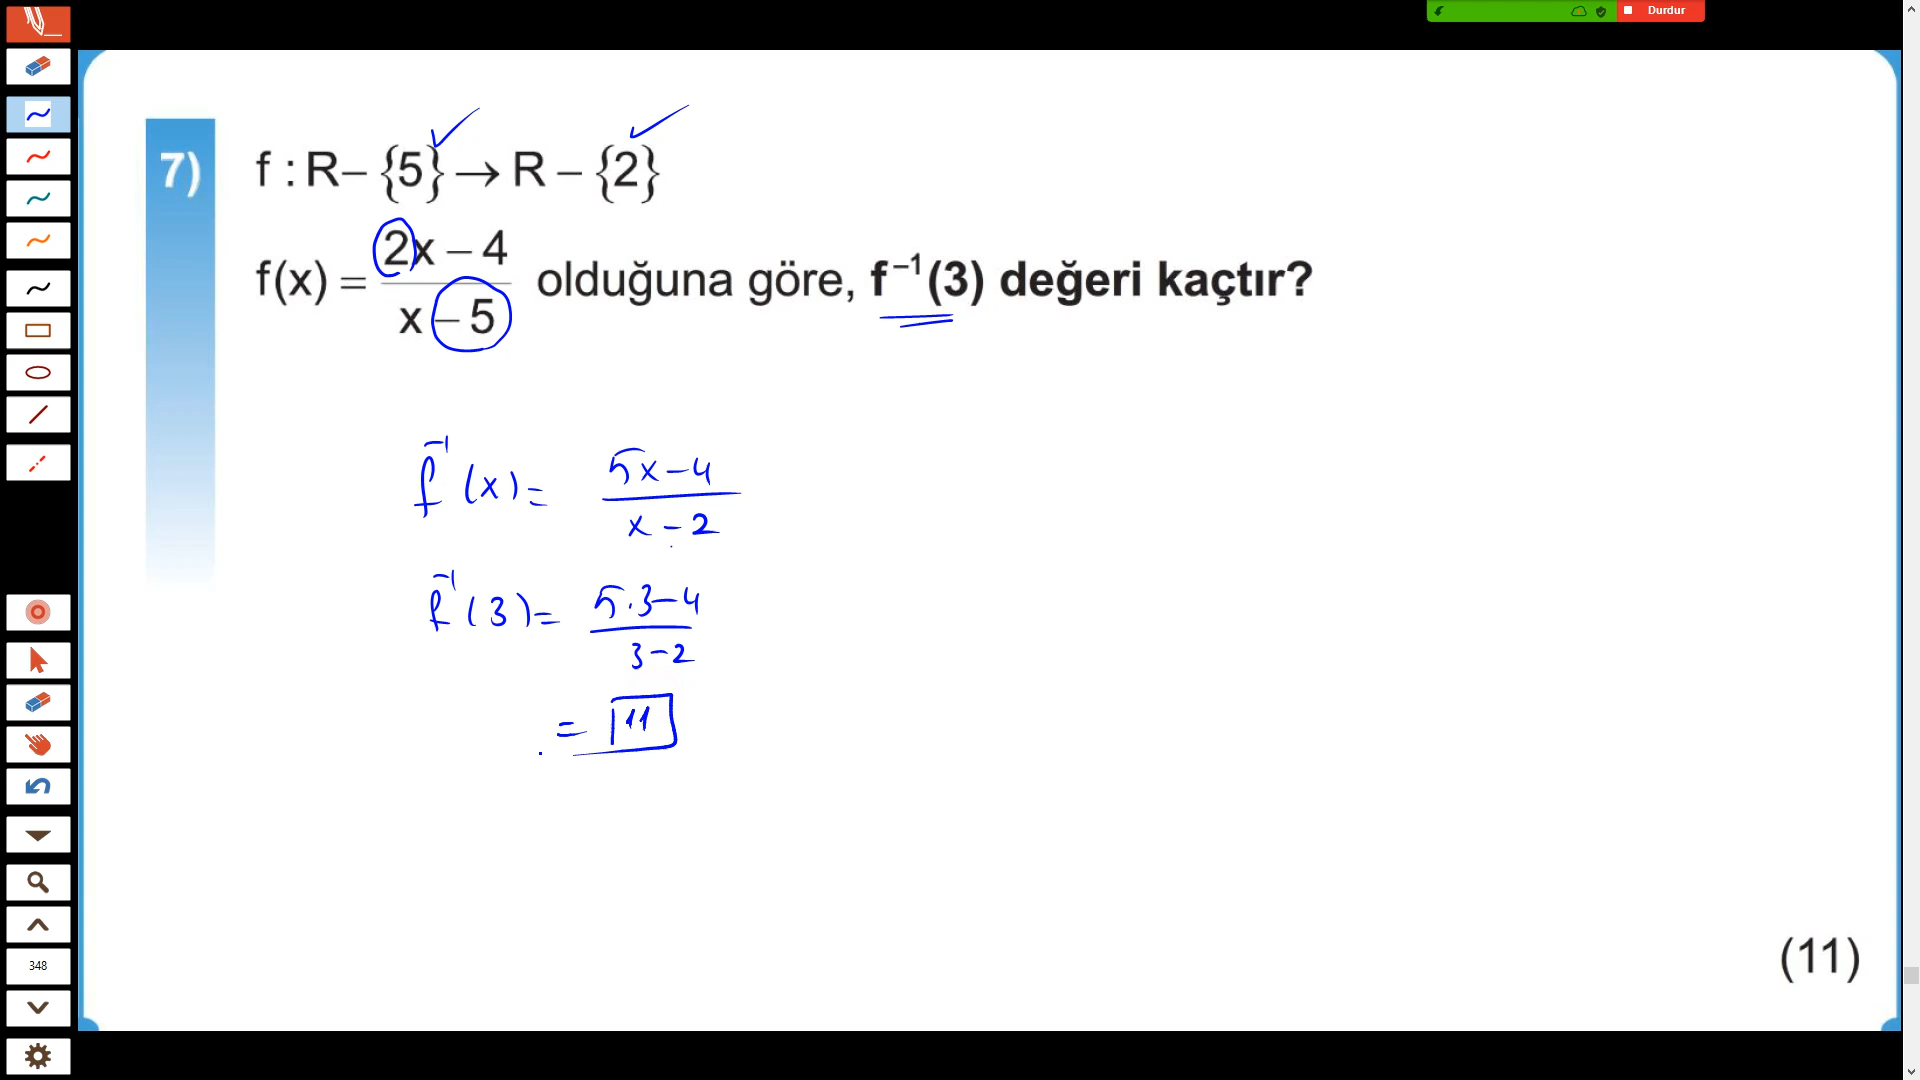 Durdur
7) f : R – {5} → R – {2}
f(x) = 2x – 4 / x – 5 olduğuna göre, f⁻¹(3) değeri kaçtır?
f⁻¹(x) = 5x – 4 / x – 2
f⁻¹(3) = 5.3 – 4 / 3 – 2
= 11
(11)
348